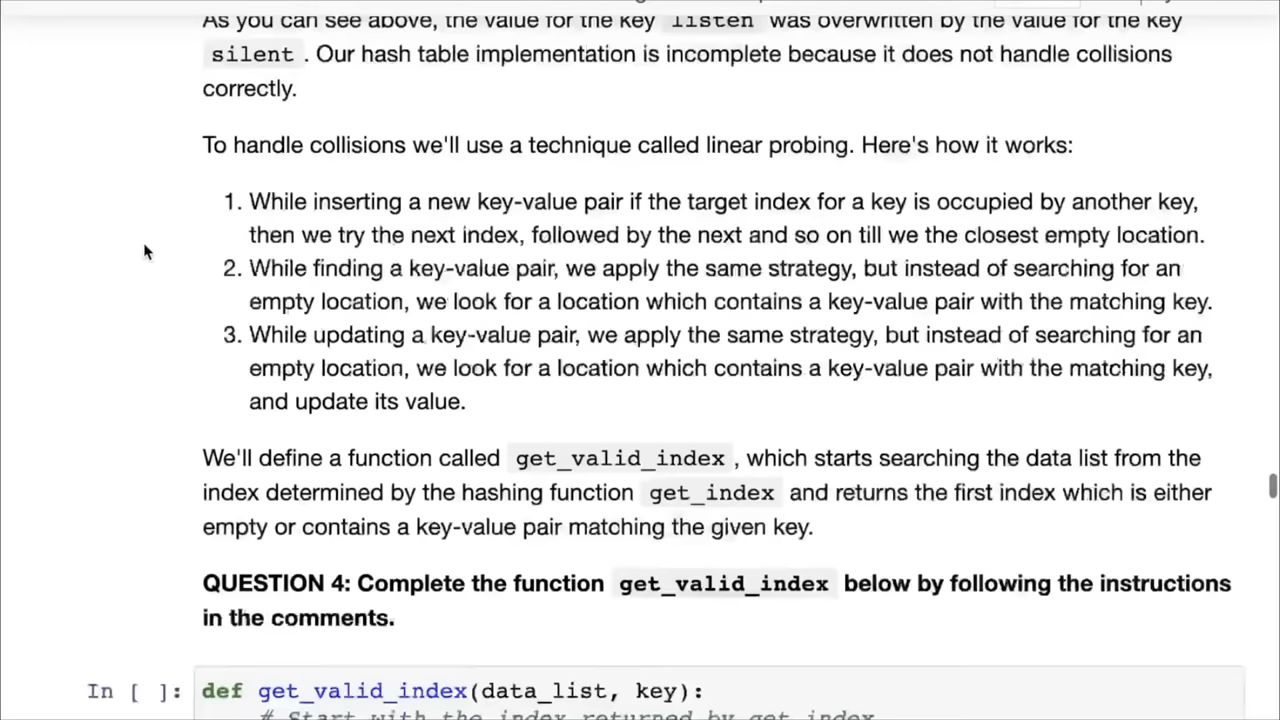 As you can see above, the value for the key listen was overwritten by the value for the key
silent . Our hash table implementation is incomplete because it does not handle collisions
correctly.
To handle collisions we'll use a technique called linear probing. Here's how it works:
1. While inserting a new key-value pair if the target index for a key is occupied by another key,
then we try the next index, followed by the next and so on till we the closest empty location.
2. While finding a key-value pair, we apply the same strategy, but instead of searching for an
empty location, we look for a location which contains a key-value pair with the matching key.
3. While updating a key-value pair, we apply the same strategy, but instead of searching for an
empty location, we look for a location which contains a key-value pair with the matching key,
and update its value.
We'll define a function called get_valid_index , which starts searching the data list from the
index determined by the hashing function get_index and returns the first index which is either
empty or contains a key-value pair matching the given key.
QUESTION 4: Complete the function get_valid_index below by following the instructions
in the comments.
In [ ]: def get_valid_index(data_list, key):
# Start with the index returned by get_index